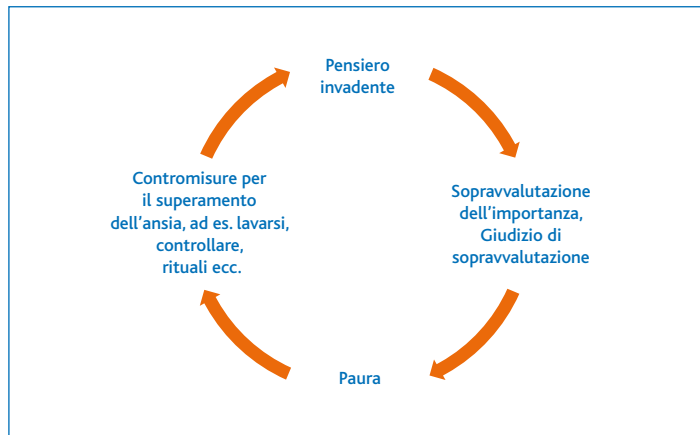 Pensiero
invadente
Sopravvalutazione
dell'importanza,
Giudizio di
sopravvalutazione
Paura
Contromisure per
il superamento
dell'ansia, ad es. lavarsi,
controllare,
rituali ecc.